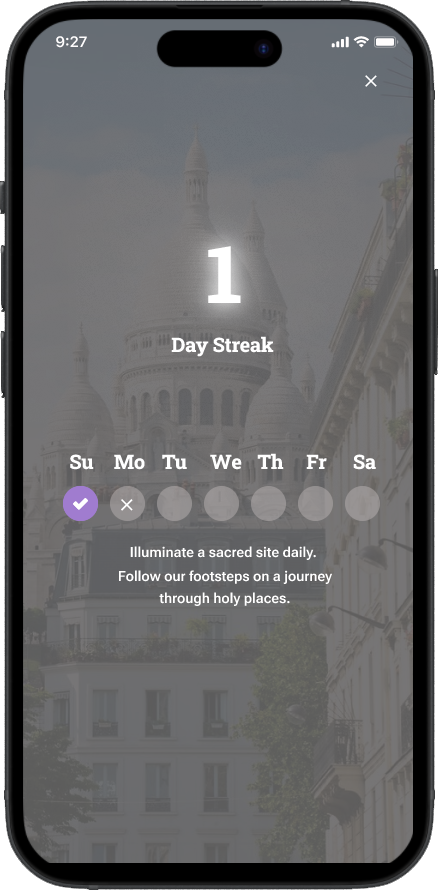 9:27
1
Day Streak
Su Mo Tu We Th Fr Sa
Illuminate a sacred site daily.
Follow our footsteps on a journey
through holy places.